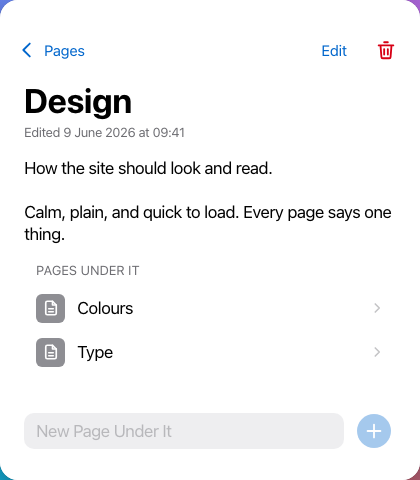 Pages
Edit
Design
Edited 9 June 2026 at 09:41
How the site should look and read.
Calm, plain, and quick to load. Every page says one
thing.
PAGES UNDER IT
Colours
Type
New Page Under It